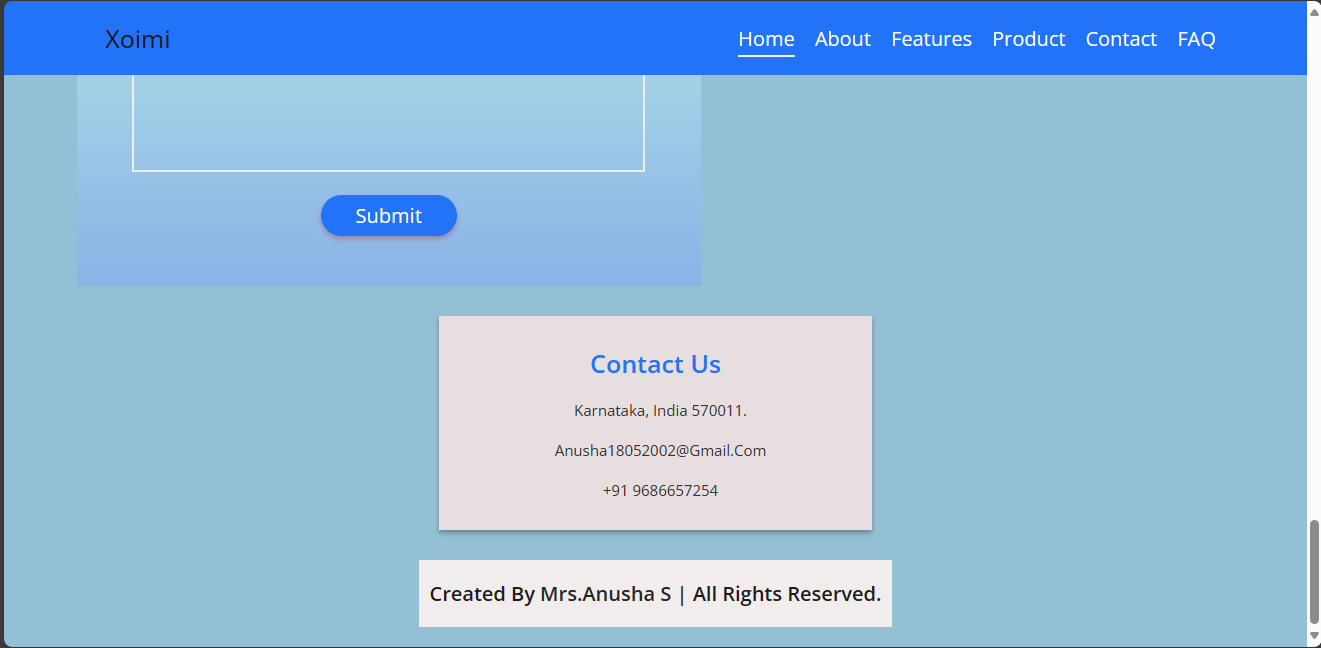 Xoimi
Home About Features Product Contact FAQ
Submit
Contact Us
Karnataka, India 570011.
Anusha18052002@Gmail.Com
+91 9686657254
Created By Mrs.Anusha S | All Rights Reserved.